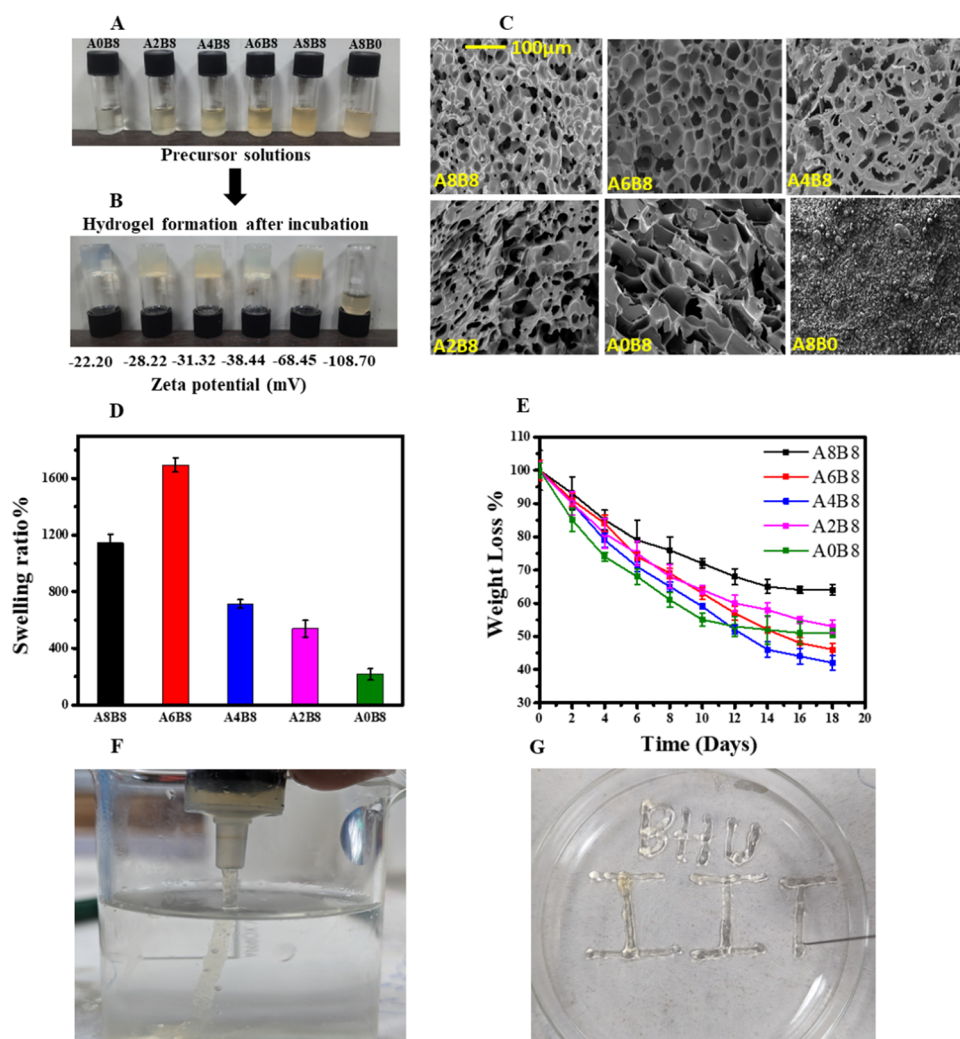 A
A0B8 A2B8 A4B8 A6B8 A8B8 A8B0
Precursor solutions
B
Hydrogel formation after incubation
-22.20 -28.22 -31.32 -38.44 -68.45 -108.70
Zeta potential (mV)
C
100μm
A8B8 A6B8 A4B8
A2B8 A0B8 A8B0
D
Swelling ratio%
1600
1200
800
400
0
A8B8 A6B8 A4B8 A2B8 A0B8
E
Weight Loss %
110
100
90
80
70
60
50
40
30
A8B8
A6B8
A4B8
A2B8
A0B8
0 2 4 6 8 10 12 14 16 18 20
Time (Days)
F
G
BHU
IIT